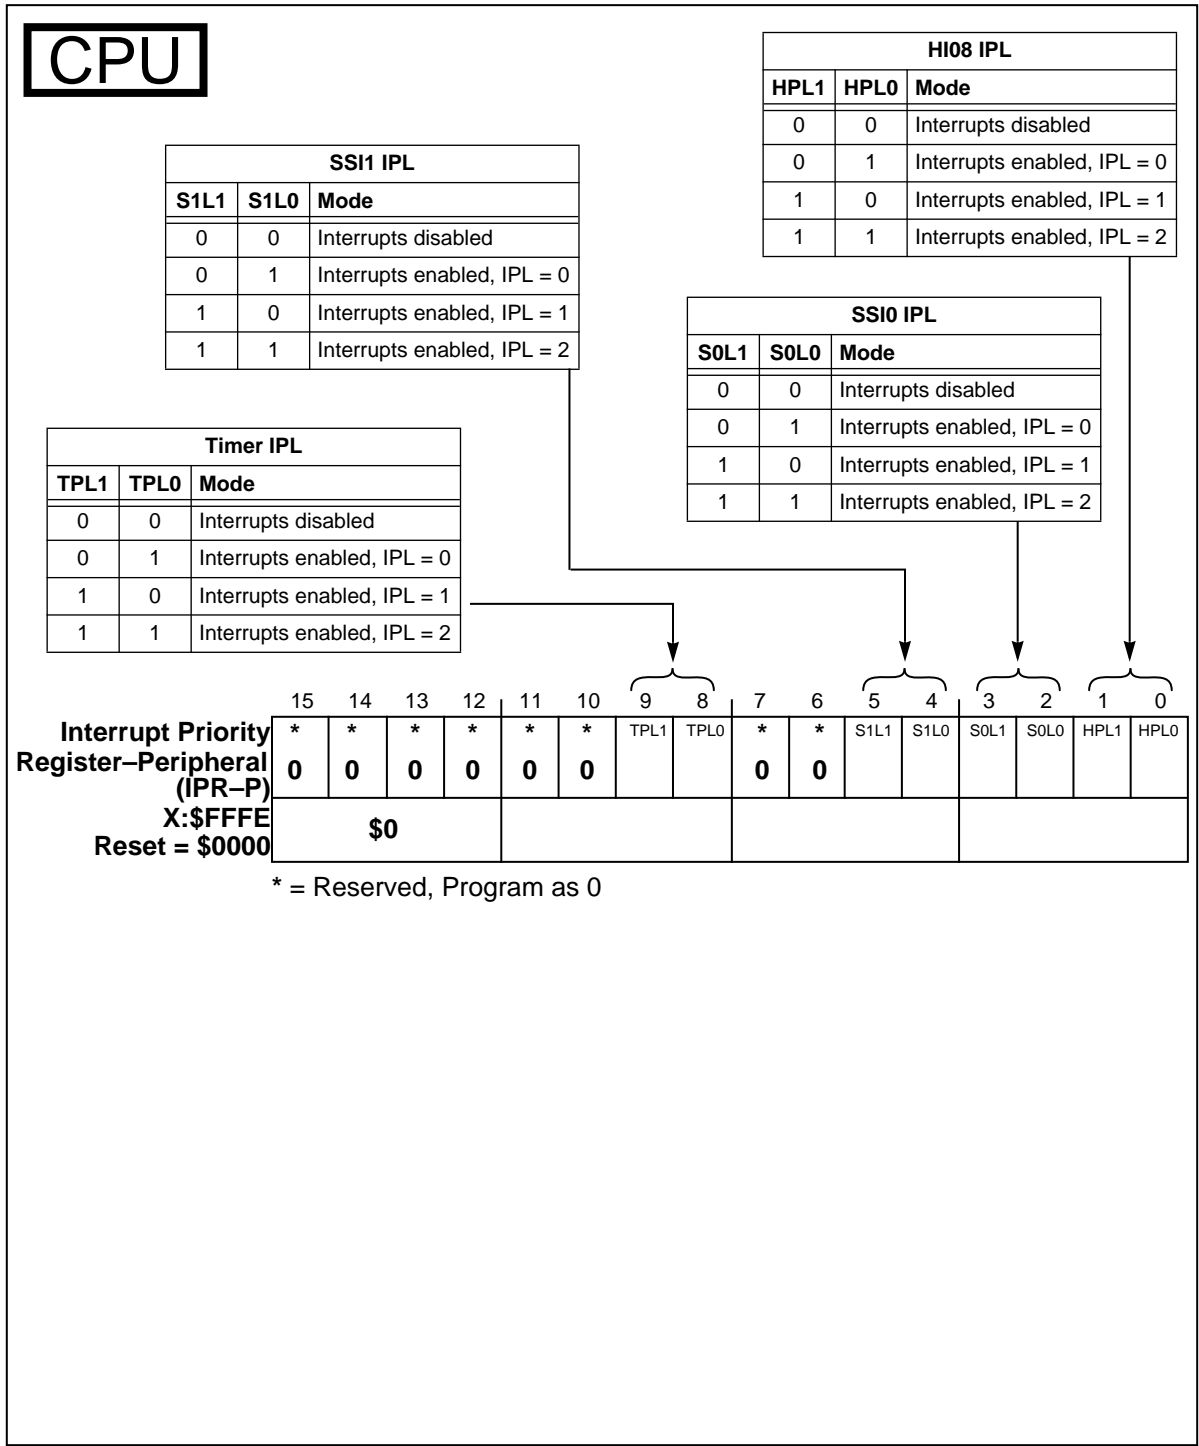 CPU
HI08 IPL
HPL1 HPL0 Mode
0 0 Interrupts disabled
0 1 Interrupts enabled, IPL = 0
1 0 Interrupts enabled, IPL = 1
1 1 Interrupts enabled, IPL = 2
SSI1 IPL
S1L1 S1L0 Mode
0 0 Interrupts disabled
0 1 Interrupts enabled, IPL = 0
1 0 Interrupts enabled, IPL = 1
1 1 Interrupts enabled, IPL = 2
SSI0 IPL
S0L1 S0L0 Mode
0 0 Interrupts disabled
0 1 Interrupts enabled, IPL = 0
1 0 Interrupts enabled, IPL = 1
1 1 Interrupts enabled, IPL = 2
Timer IPL
TPL1 TPL0 Mode
0 0 Interrupts disabled
0 1 Interrupts enabled, IPL = 0
1 0 Interrupts enabled, IPL = 1
1 1 Interrupts enabled, IPL = 2
15 14 13 12 11 10 9 8 7 6 5 4 3 2 1 0
Interrupt Priority
Register–Peripheral
(IPR–P)
X:$FFFE
Reset = $0000
* * * * * * TPL1 TPL0 * * S1L1 S1L0 S0L1 S0L0 HPL1 HPL0
0 0 0 0 0 0 0 0
$0
* = Reserved, Program as 0